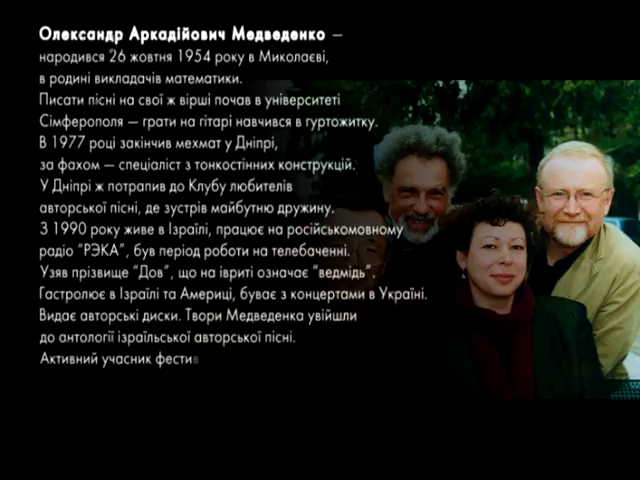 Олександр Аркадійович Медведенко —
народився 26 жовтня 1954 року в Миколаєві,
в родині викладачів математики.
Писати пісні на свої ж вірші почав в університеті
Сімферополя — грати на гітарі навчився в гуртожитку.
В 1977 році закінчив мехмат у Дніпрі,
за фахом — спеціаліст з тонкостінних конструкцій.
У Дніпрі ж потрапив до Клубу любителів
авторської пісні, де зустрів майбутню дружину.
З 1990 року живе в Ізраїлі, працює на російськомовному
радіо "РЭКА", був період роботи на телебаченні.
Узяв прізвище "Дов", що на івриті означає "ведмідь".
Гастролює в Ізраїлі та Америці, буває з концертами в Україні.
Видає авторські диски. Твори Медведенка увійшли
до антології ізраїльської авторської пісні.
Активний учасник фестив